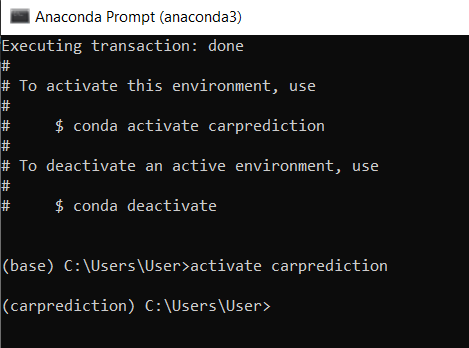 Anaconda Prompt (anaconda3)
Executing transaction: done
#
# To activate this environment, use
#
#     $ conda activate carprediction
#
# To deactivate an active environment, use
#
#     $ conda deactivate
(base) C:\Users\User>activate carprediction
(carprediction) C:\Users\User>